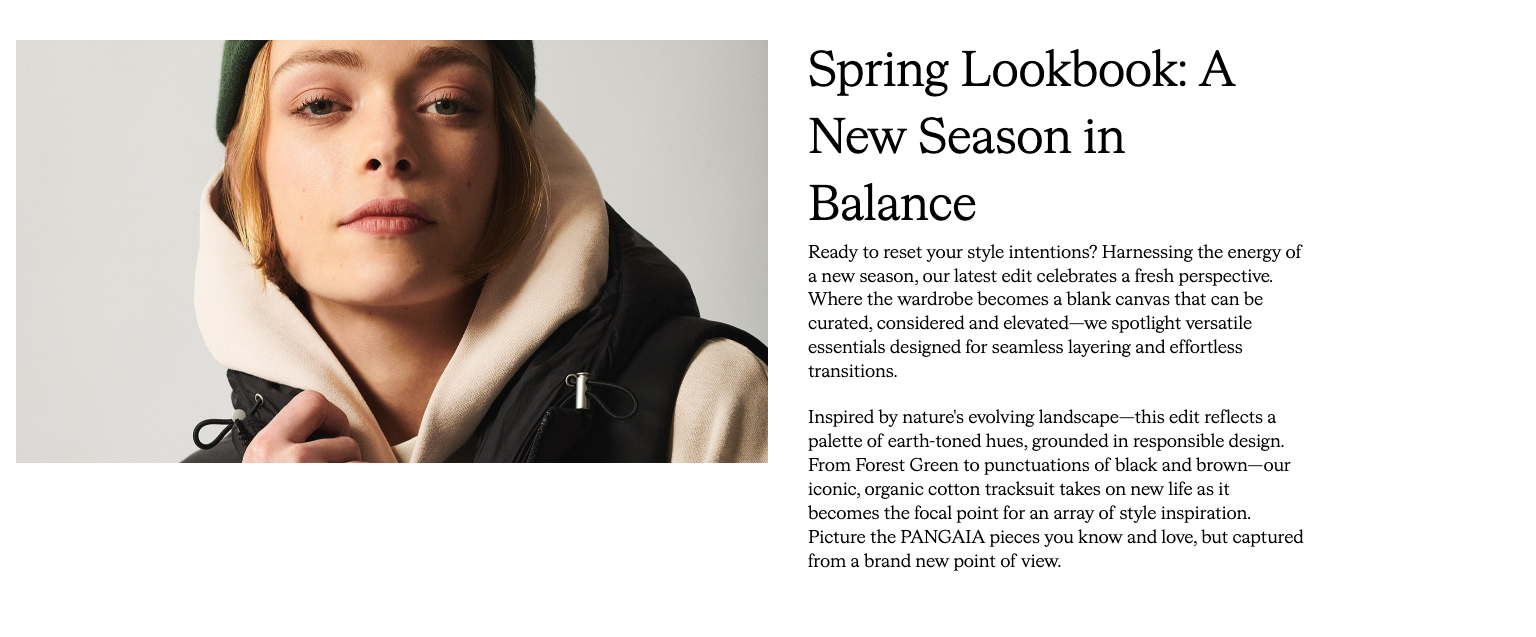 Spring Lookbook: A
New Season in
Balance
Ready to reset your style intentions? Harnessing the energy of
a new season, our latest edit celebrates a fresh perspective.
Where the wardrobe becomes a blank canvas that can be
curated, considered and elevated—we spotlight versatile
essentials designed for seamless layering and effortless
transitions.
Inspired by nature's evolving landscape—this edit reflects a
palette of earth-toned hues, grounded in responsible design.
From Forest Green to punctuations of black and brown—our
iconic, organic cotton tracksuit takes on new life as it
becomes the focal point for an array of style inspiration.
Picture the PANGAIA pieces you know and love, but captured
from a brand new point of view.